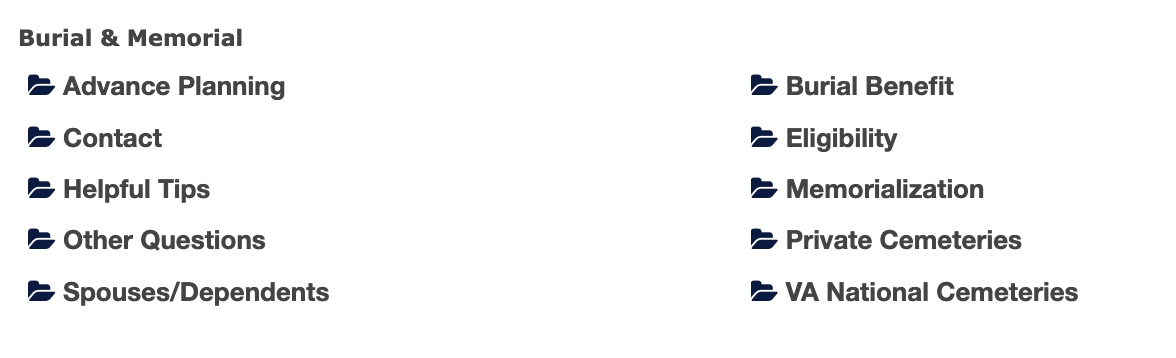 Burial & Memorial
Advance Planning
Burial Benefit
Contact
Eligibility
Helpful Tips
Memorialization
Other Questions
Private Cemeteries
Spouses/Dependents
VA National Cemeteries